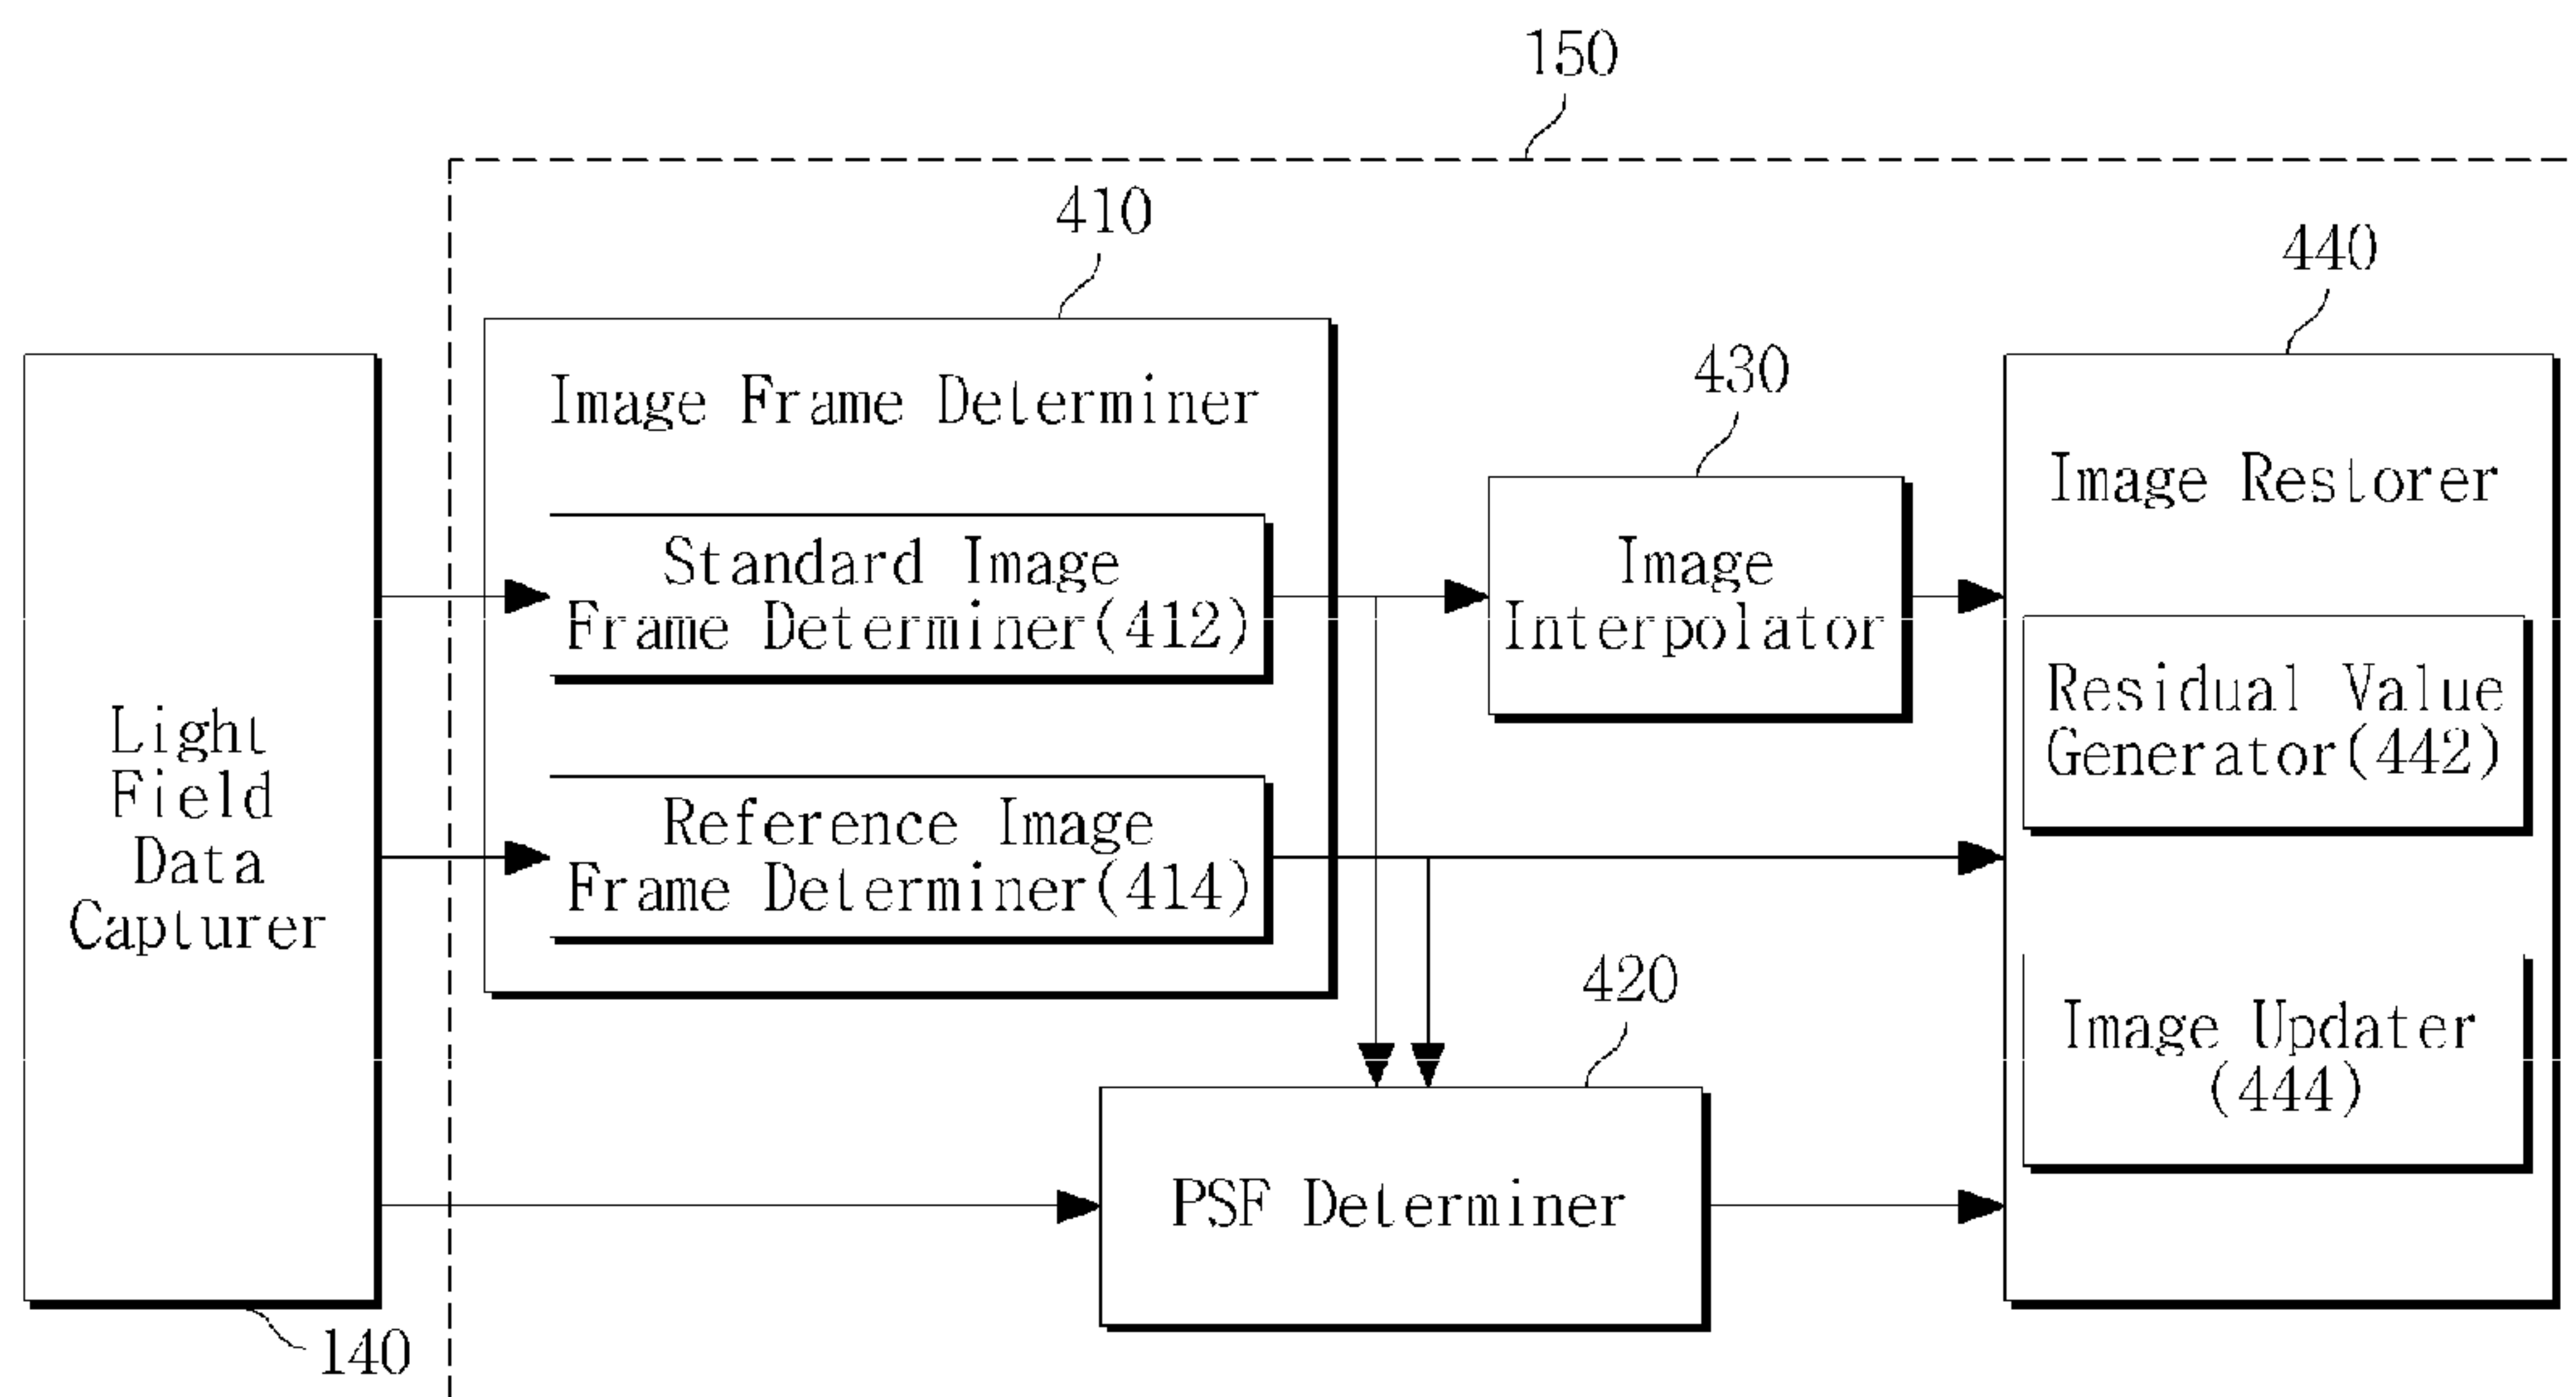 150
410
440
Image Frame Determiner
430
Image Restorer
Standard Image
Frame Determiner(412)
Image
Interpolator
Residual Value
Generator(442)
Light
Field
Data
Capturer
Reference Image
Frame Determiner(414)
420
Image Updater
(444)
PSF Determiner
140